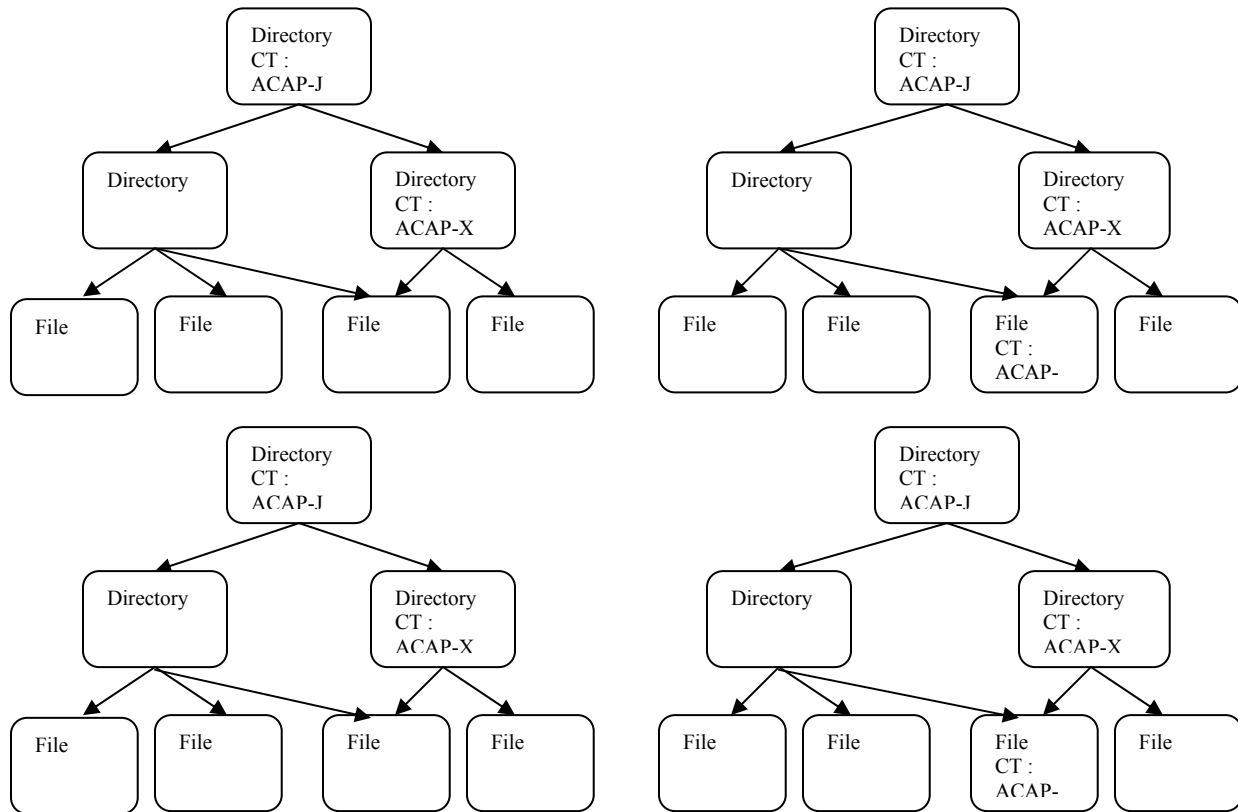 Directory
CT :
ACAP-J
Directory
CT :
ACAP-J
Directory
Directory
CT :
ACAP-X
Directory
Directory
CT :
ACAP-X
File
File
File
File
File
File
File
CT :
ACAP-
File
Directory
CT :
ACAP-J
Directory
CT :
ACAP-J
Directory
Directory
CT :
ACAP-X
Directory
Directory
CT :
ACAP-X
File
File
File
File
File
File
File
CT :
ACAP-
File